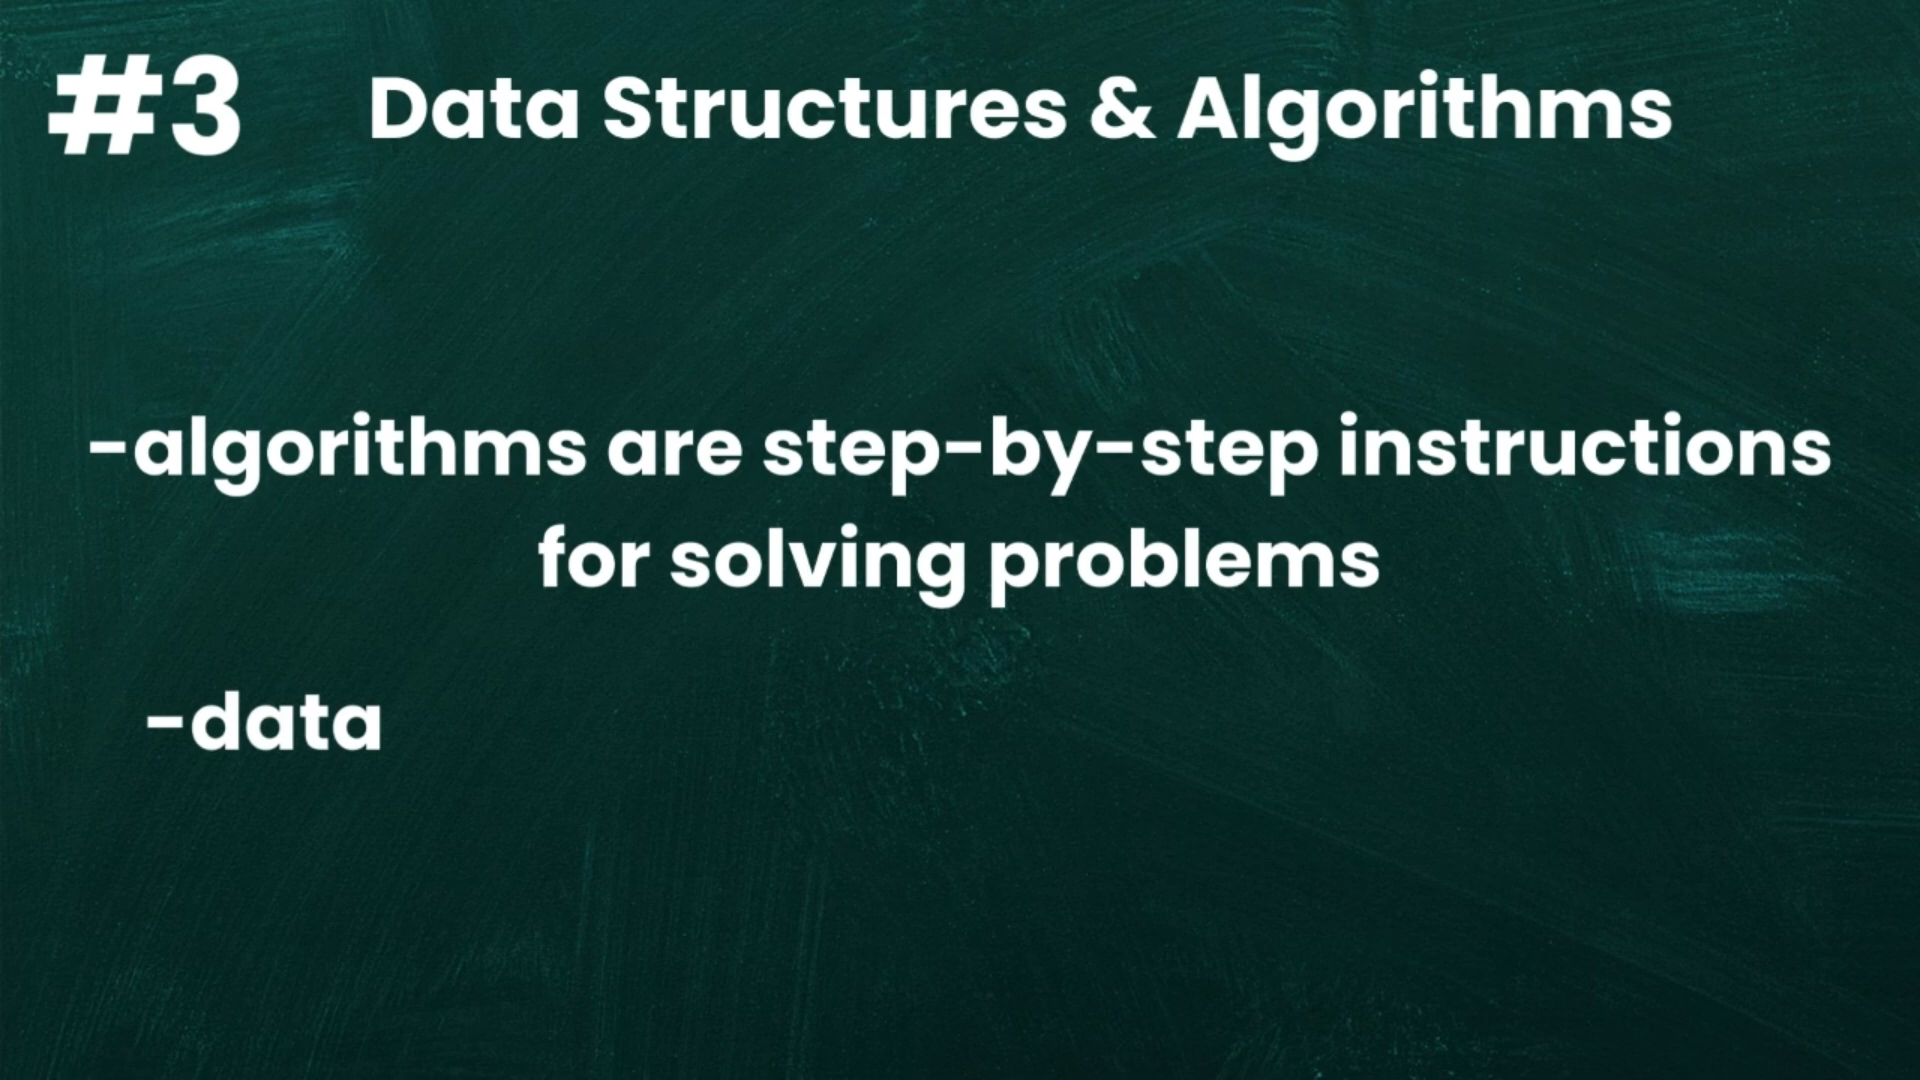 #3 Data Structures & Algorithms
-algorithms are step-by-step instructions
for solving problems
-data